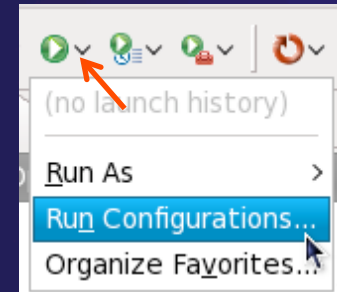 (no launch history)
Run As
Run Configurations...
Organize Favorites...